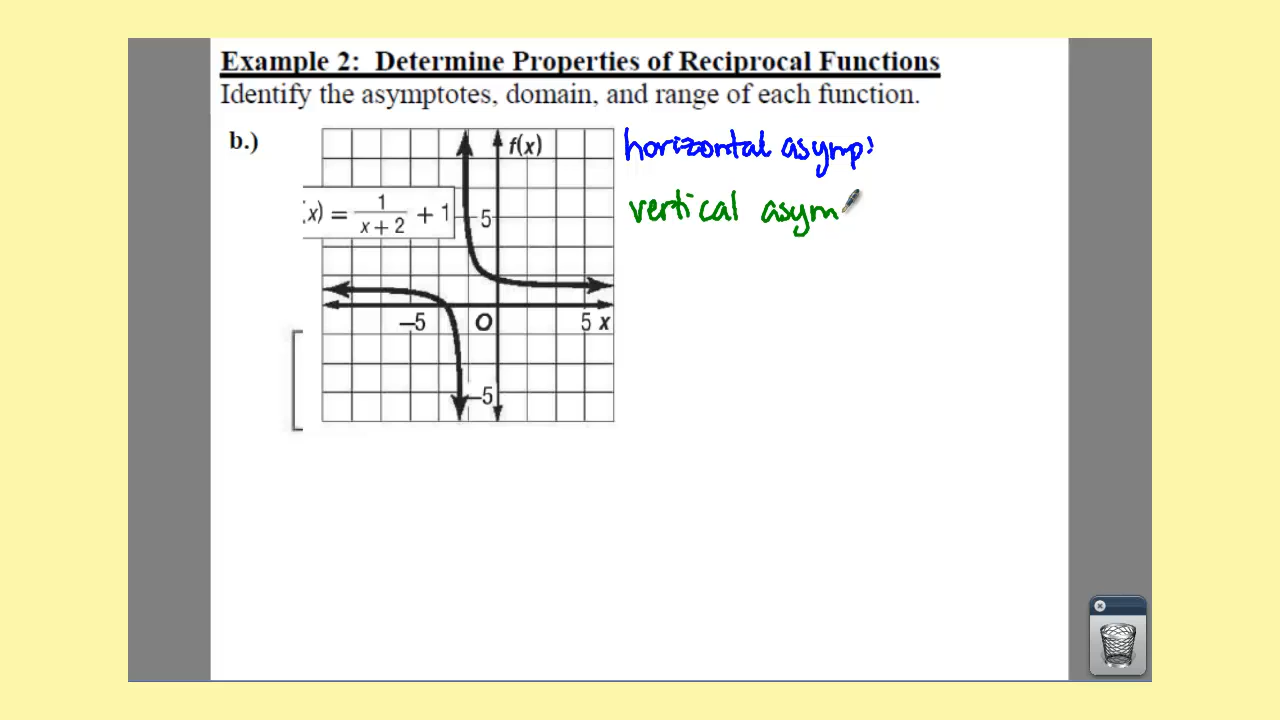 Example 2: Determine Properties of Reciprocal Functions
Identify the asymptotes, domain, and range of each function.
b.)
f(x)
horizontal asymp:
(x) = 1/(x + 2) + 1
5
vertical asym
–5
O
5 x
–5